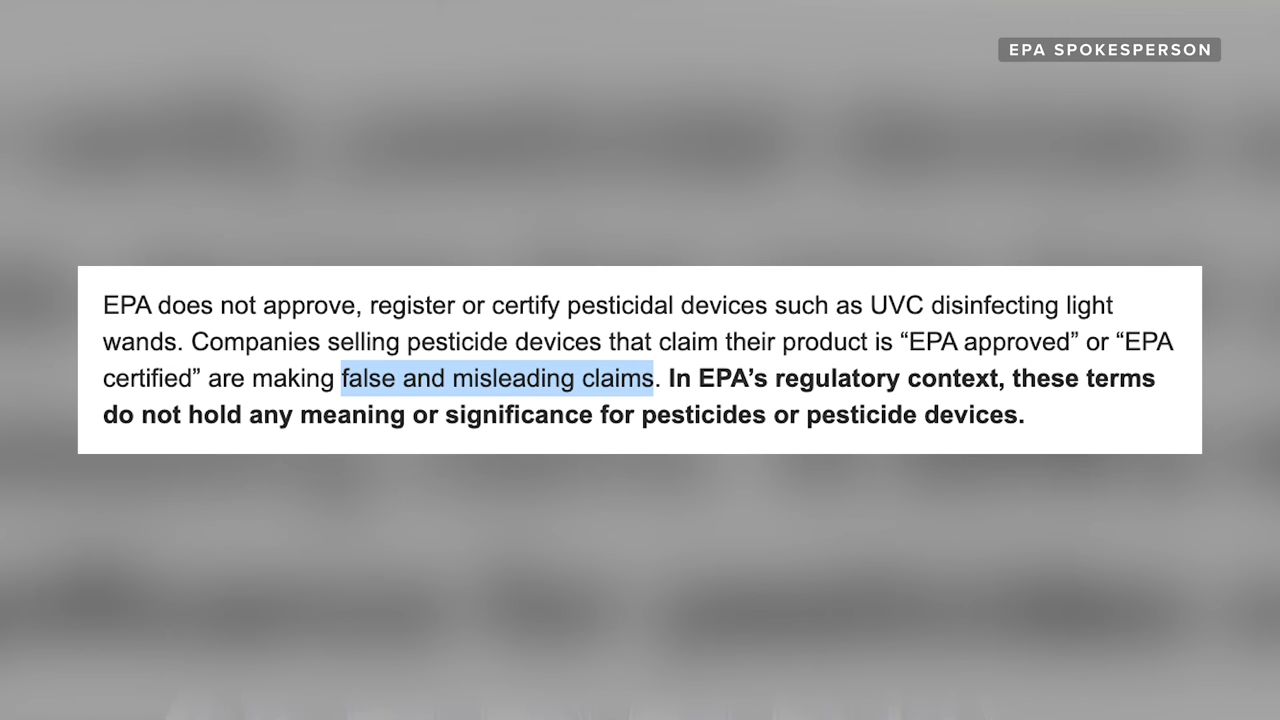 EPA SPOKESPERSON
EPA does not approve, register or certify pesticidal devices such as UVC disinfecting light
wands. Companies selling pesticide devices that claim their product is “EPA approved” or “EPA
certified” are making false and misleading claims. In EPA’s regulatory context, these terms
do not hold any meaning or significance for pesticides or pesticide devices.